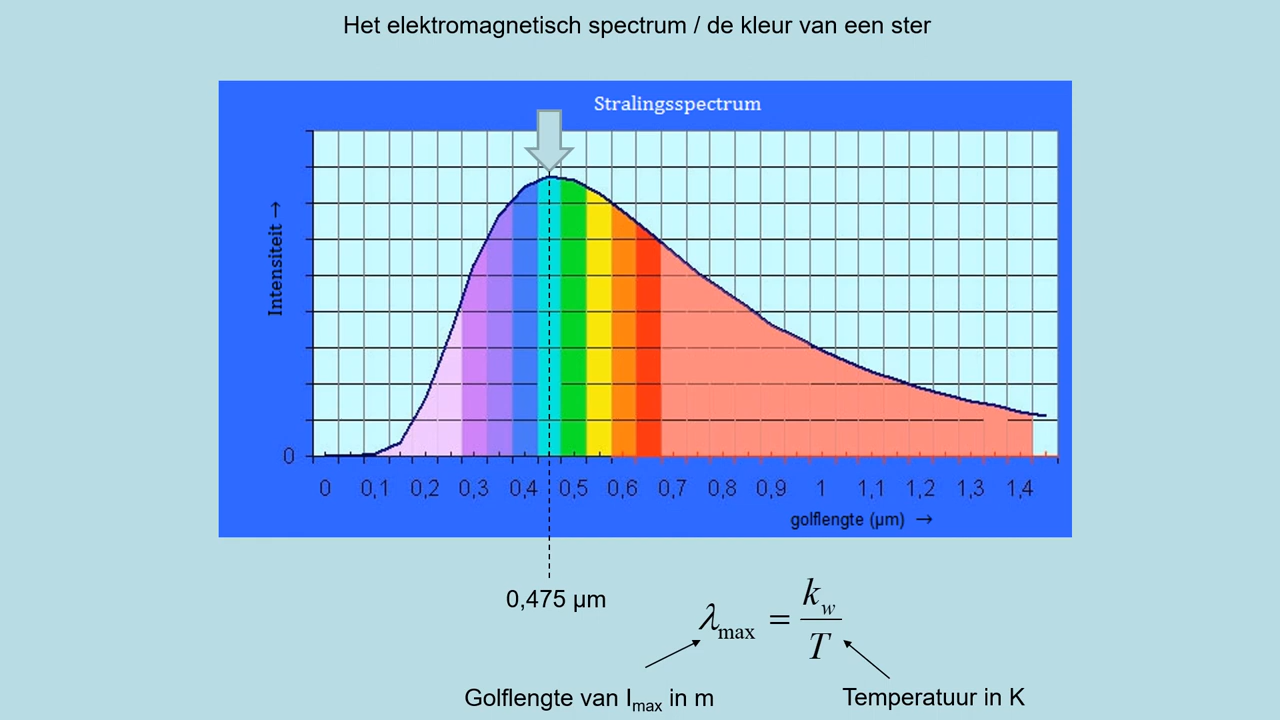 Het elektromagnetisch spectrum / de kleur van een ster
Stralingsspectrum
Intensiteit →
0
0 0,1 0,2 0,3 0,4 0,5 0,6 0,7 0,8 0,9 1 1,1 1,2 1,3 1,4
golflengte (µm) →
0,475 µm
λmax = kw / T
Golflengte van Imax in m
Temperatuur in K